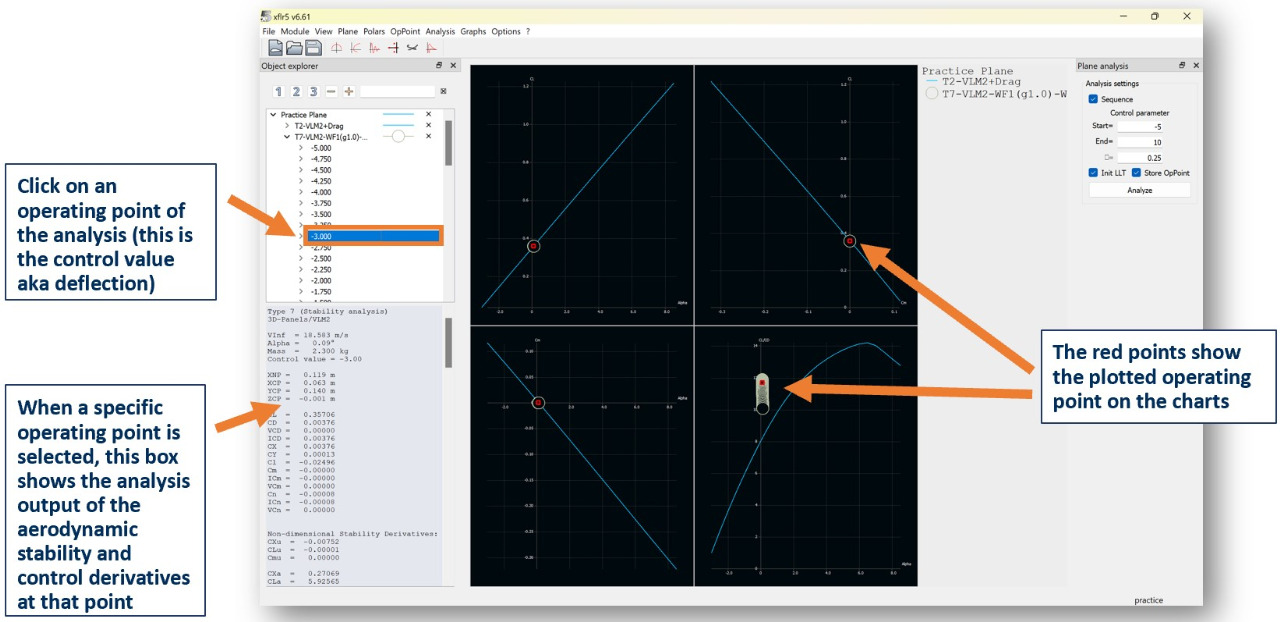 xflr5 v6.61
File Module View Plane Polars OpPoint Analysis Graphs Options ?
Object explorer
1 2 3
Practice Plane
T2-VLM2+Drag
T7-VLM2-WF1(g1.0)-...
-5.000
-4.750
-4.500
-4.250
-4.000
-3.750
-3.500
-3.250
-3.000
-2.750
-2.500
-2.250
-2.000
-1.750
Type 7 (Stability analysis)
3D-Panels/VLM2
VInf = 18.583 m/s
Alpha = 0.09°
Mass = 2.300 kg
Control value = -3.00
XNP = 0.119 m
XCP = 0.063 m
YCP = 0.140 m
ZCP = -0.001 m
CL = 0.35706
CD = 0.00376
VCD = 0.00000
ICD = 0.00376
CX = 0.00376
CY = 0.00013
Cl = -0.02496
Cm = -0.00000
ICm = -0.00000
VCm = 0.00000
Cn = -0.00008
ICn = -0.00008
VCn = 0.00000
Non-dimensional Stability Derivatives:
CXu = -0.00752
CLu = -0.00001
Cmu = 0.00000
CXa = 0.27069
CLa = 5.92565
Practice Plane
T2-VLM2+Drag
T7-VLM2-WF1(g1.0)-W
Plane analysis
Analysis settings
Sequence
Control parameter
Start= -5
End= 10
0.25
Init LLT Store OpPoint
Analyze
practice
Click on an
operating point of
the analysis (this is
the control value
aka deflection)
When a specific
operating point is
selected, this box
shows the analysis
output of the
aerodynamic
stability and
control derivatives
at that point
The red points show
the plotted operating
point on the charts